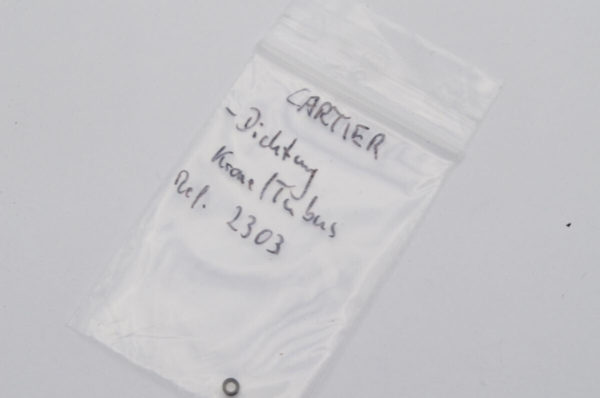 CARTIER
- Dichtung
Krone/Tubus
Ref. 2303